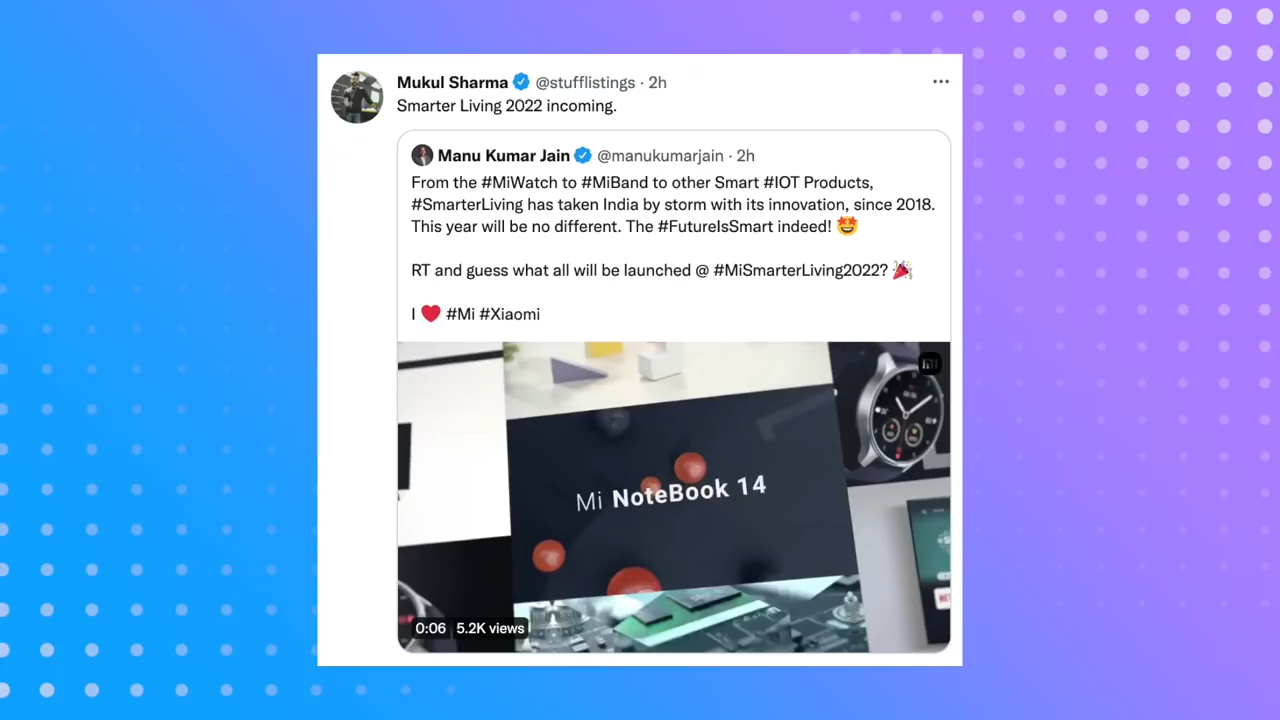 Mukul Sharma @stufflistings · 2h
Smarter Living 2022 incoming.
Manu Kumar Jain @manukumarjain · 2h
From the #MiWatch to #MiBand to other Smart #IOT Products,
#SmarterLiving has taken India by storm with its innovation, since 2018.
This year will be no different. The #FutureIsSmart indeed! 🤩
RT and guess what all will be launched @ #MiSmarterLiving2022? 🎉
I ❤️ #Mi #Xiaomi
Mi NoteBook 14
0:06 5.2K views